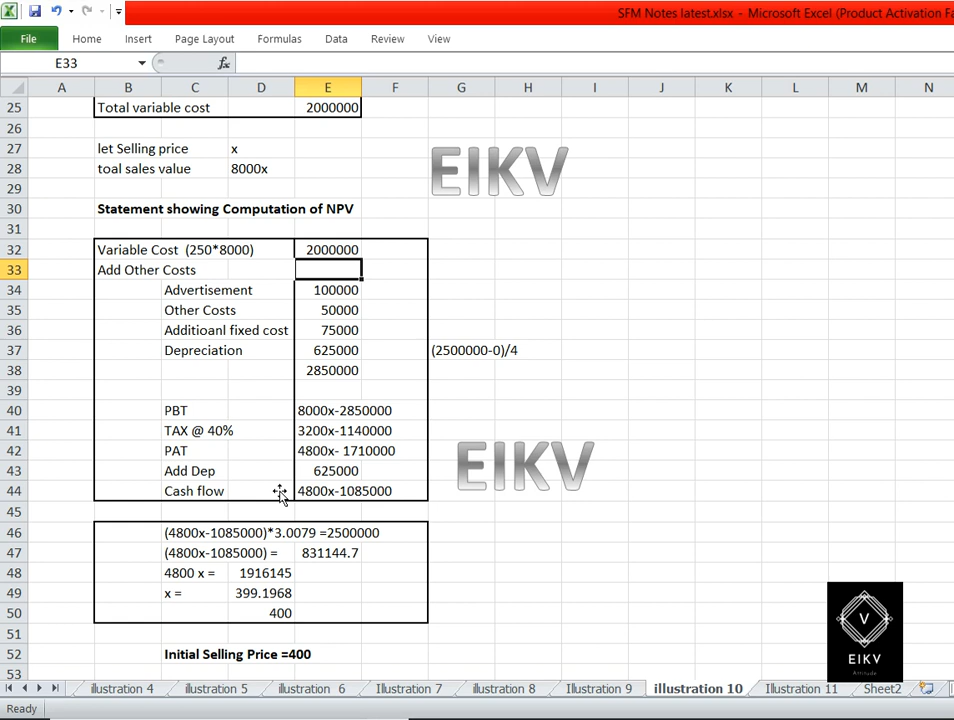 SFM Notes latest.xlsx - Microsoft Excel (Product Activation Fa
File Home Insert Page Layout Formulas Data Review View
E33 fx
A B C D E F G H I J K L M N
25 Total variable cost 2000000
26
27 let Selling price x
28 toal sales value 8000x
EIKV
29
30 Statement showing Computation of NPV
31
32 Variable Cost (250*8000) 2000000
33 Add Other Costs
34 Advertisement 100000
35 Other Costs 50000
36 Additioanl fixed cost 75000
37 Depreciation 625000 (2500000-0)/4
38 2850000
39
40 PBT 8000x-2850000
41 TAX @ 40% 3200x-1140000
42 PAT 4800x- 1710000
43 Add Dep 625000
EIKV
44 Cash flow 4800x-1085000
45
46 (4800x-1085000)*3.0079 =2500000
47 (4800x-1085000) = 831144.7
48 4800 x = 1916145
49 x = 399.1968
50 400
51
52 Initial Selling Price =400
53
V
EIKV
Attitude
illustration 4 illustration 5 illustration 6 Illustration 7 illustration 8 Illustration 9 illustration 10 Illustration 11 Sheet2
Ready